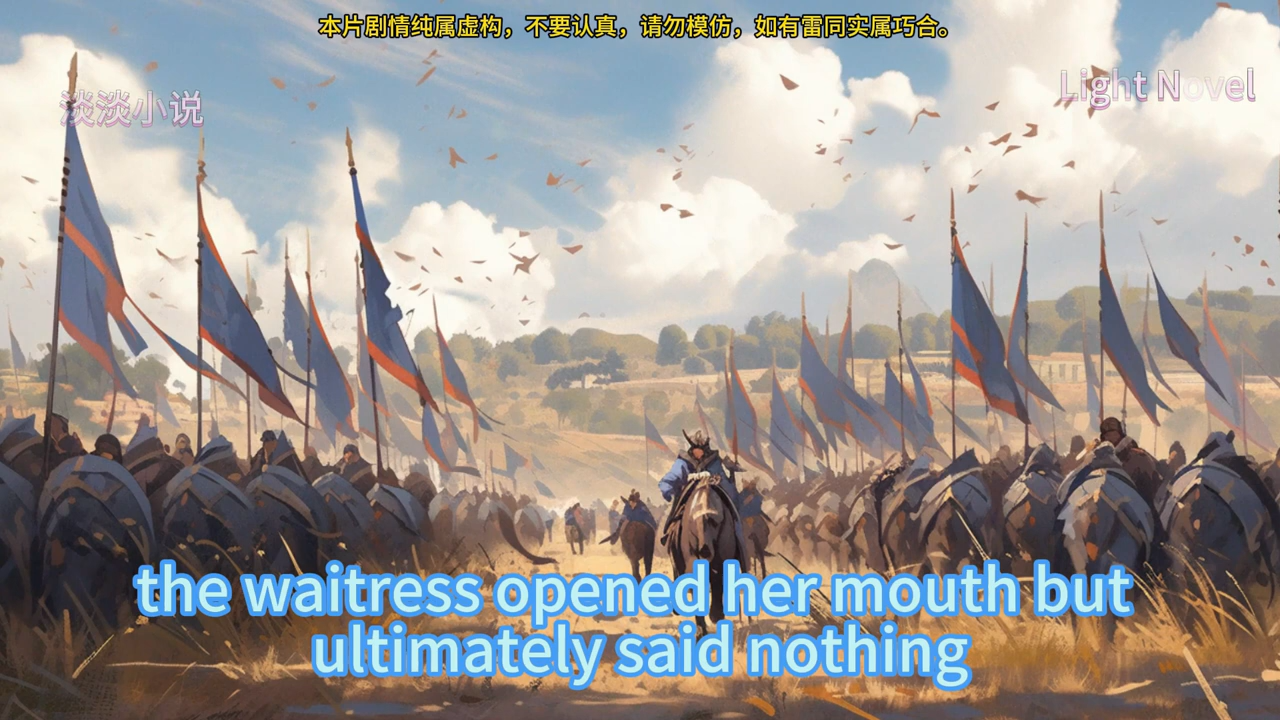 本片剧情纯属虚构，不要认真，请勿模仿，如有雷同实属巧合。
淡淡小说
Light Novel
the waitress opened her mouth but
ultimately said nothing